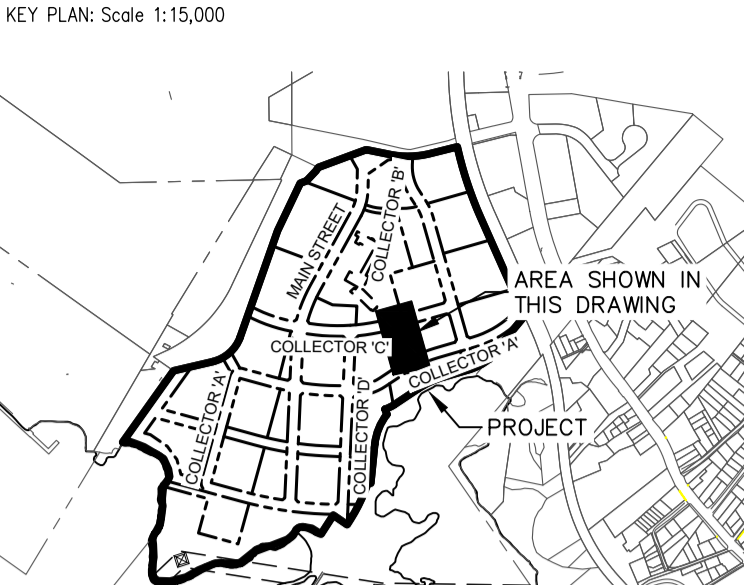 KEY PLAN: Scale 1:15,000
MAIN STREET
COLLECTOR 'B'
AREA SHOWN IN
THIS DRAWING
COLLECTOR 'C'
COLLECTOR 'A'
COLLECTOR 'A'
COLLECTOR 'D'
PROJECT